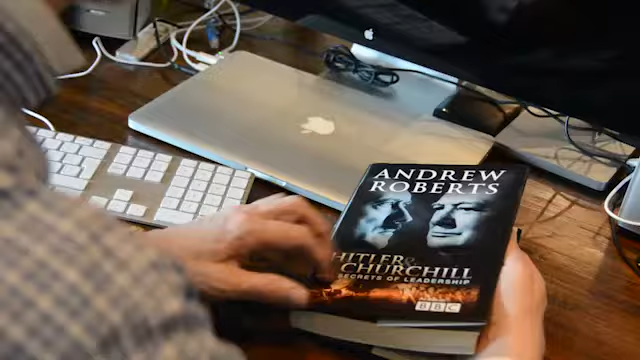 ANDREW
ROBERTS
HITLER &
CHURCHILL
SECRETS OF LEADERSHIP
BBC